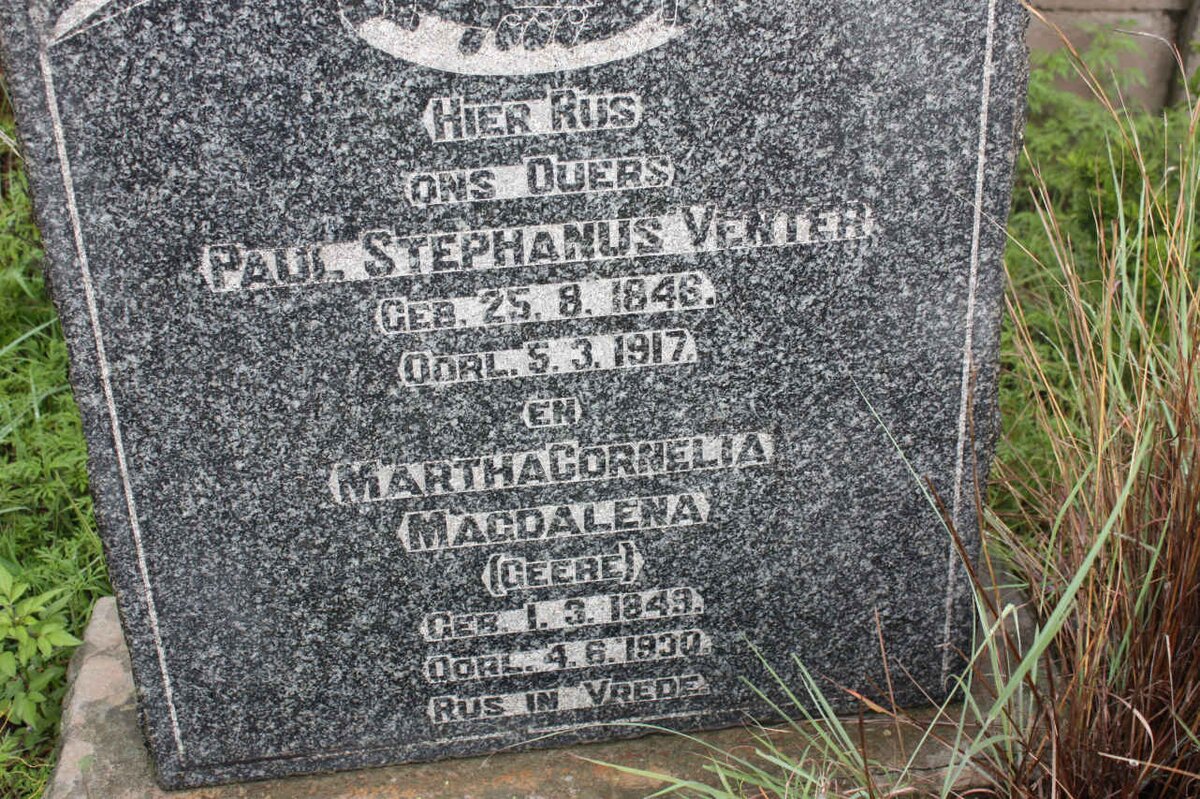 HIER RUS
ONS OUERS
PAUL STEPHANUS VENTER
GEB. 25. 8. 1846.
OORL. 5. 3. 1917.
EN
MARTHA CORNELIA
MAGDALENA
(GEERE)
GEB 1. 3. 1849.
OORL. 4. 6. 1930.
RUS IN VREDE.